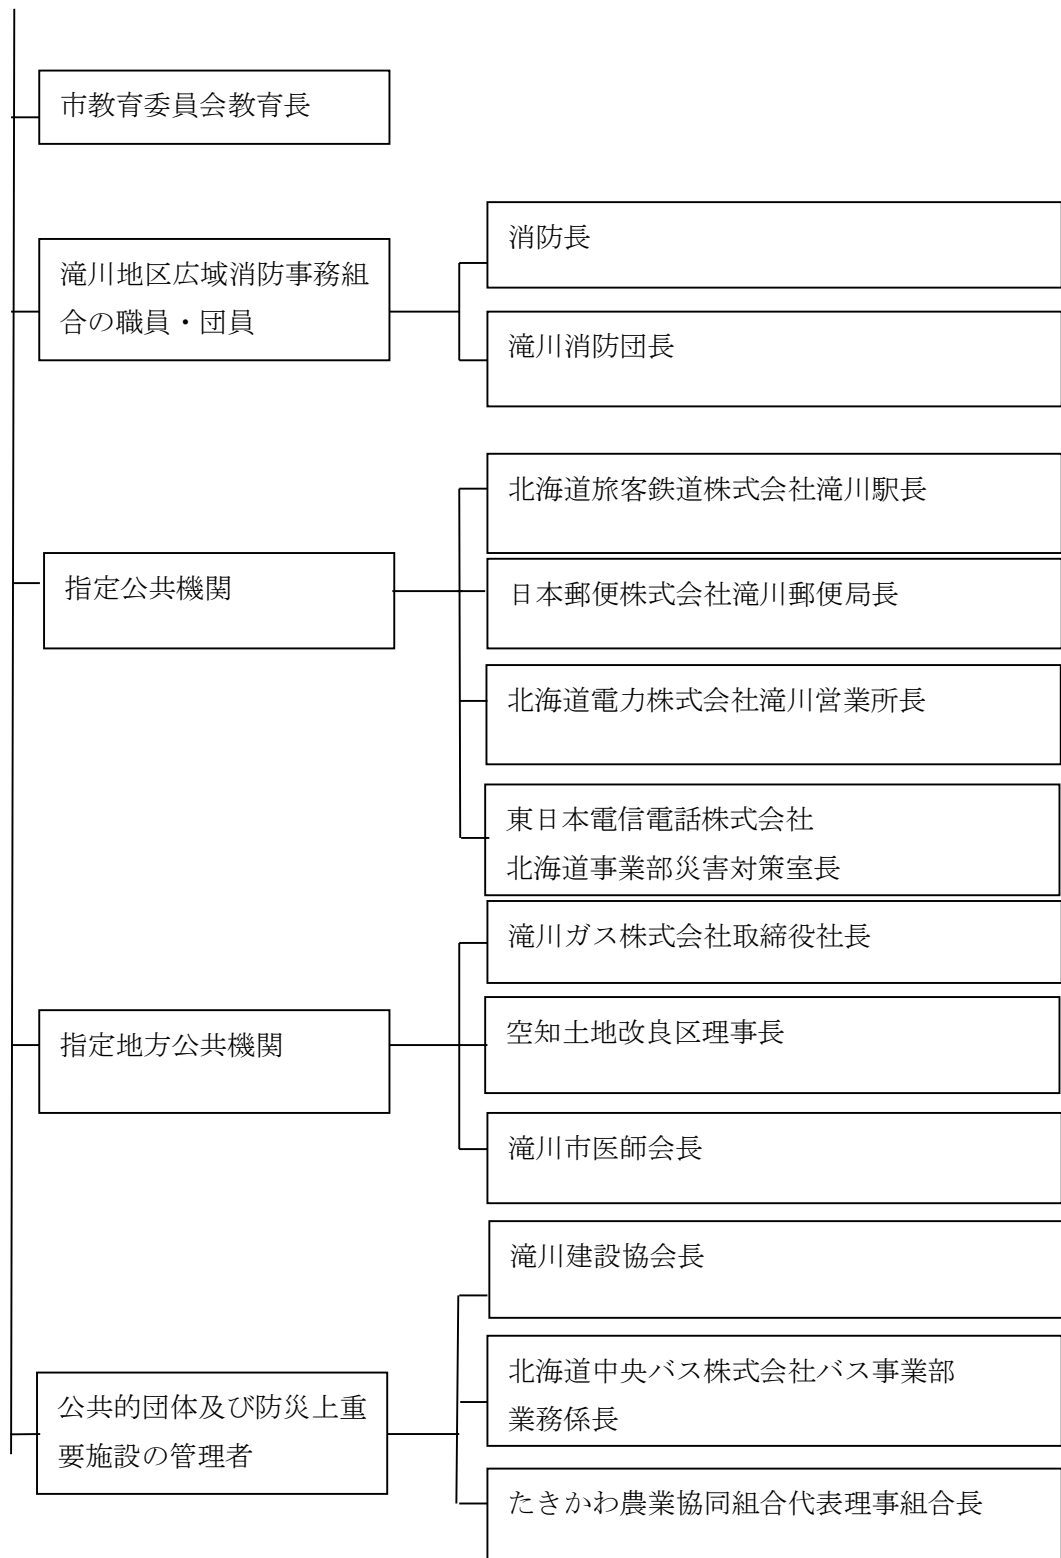 市教育委員会教育長
滝川地区広域消防事務組
合の職員・団員
消防長
滝川消防団長
指定公共機関
北海道旅客鉄道株式会社滝川駅長
日本郵便株式会社滝川郵便局長
北海道電力株式会社滝川営業所長
東日本電信電話株式会社
北海道事業部災害対策室長
指定地方公共機関
滝川ガス株式会社取締役社長
空知土地改良区理事長
滝川市医師会長
公共的団体及び防災上重
要施設の管理者
滝川建設協会長
北海道中央バス株式会社バス事業部
業務係長
たきかわ農業協同組合代表理事組合長